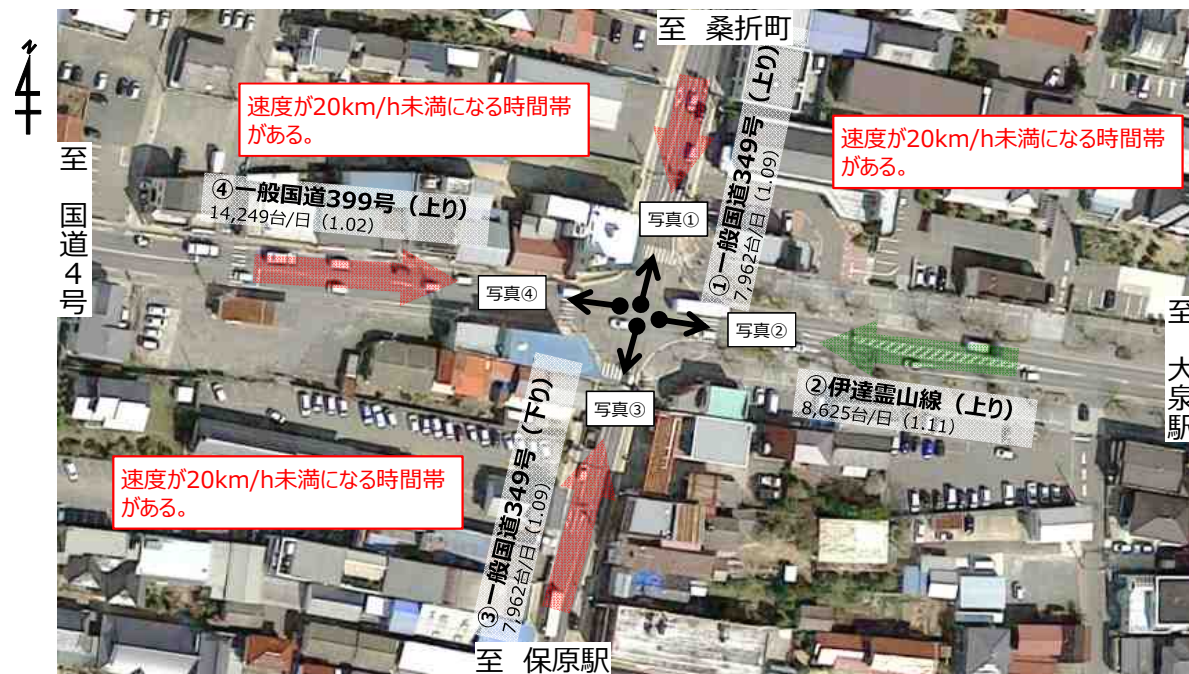 至 桑折町
速度が20km/h未満になる時間帯
がある。
速度が20km/h未満になる時間帯
がある。
①一般国道349号（上り）
7,962台/日（1.09）
至 国道４号
④一般国道399号（上り）
14,249台/日（1.02）
写真①
写真④
写真②
写真③
至 大泉駅
②伊達霊山線（上り）
8,625台/日（1.11）
③一般国道349号（下り）
7,962台/日（1.09）
速度が20km/h未満になる時間帯
がある。
至 保原駅